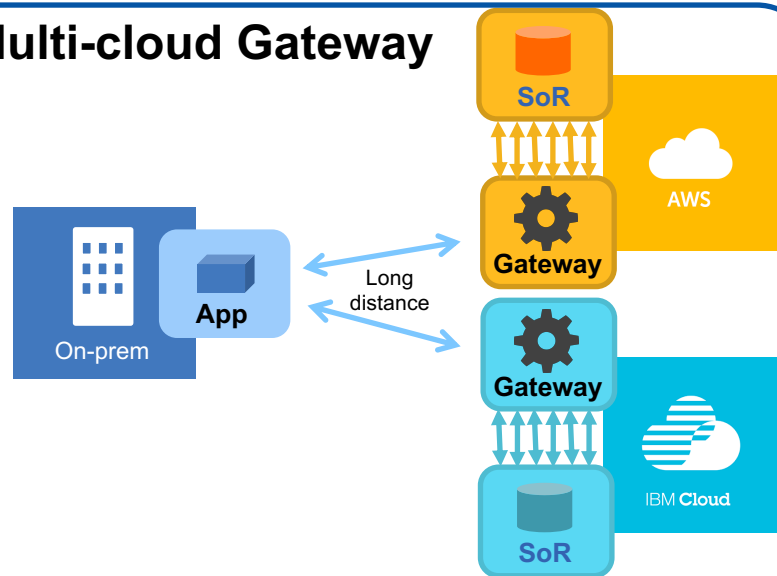 ulti-cloud Gateway
SoR
AWS
Gateway
Long
distance
App
On-prem
Gateway
IBM Cloud
SoR